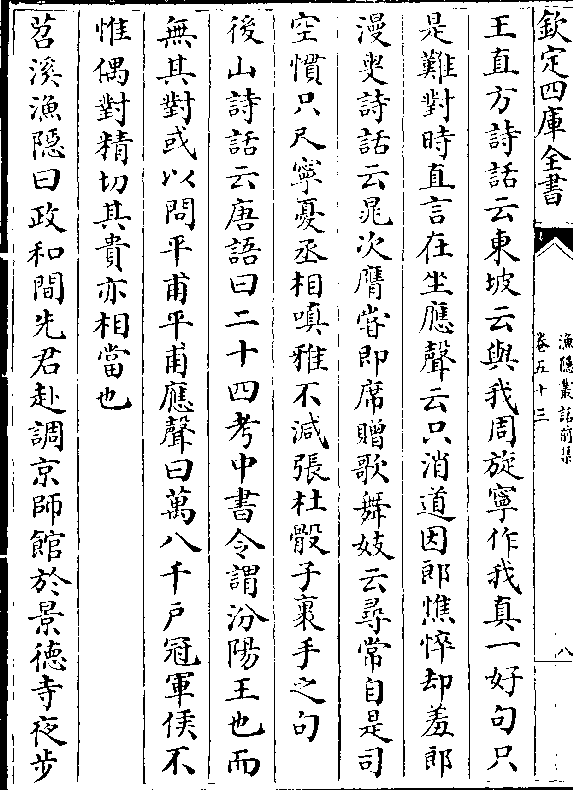 欽定四庫全書
漁隱叢話前集
卷五十三
八
王直方詩話云東坡云與我周旋寧作我真一好句只
是難對時直言在坐應聲云只消道因郎憔悴却羞郎
漫叟詩話云晁次膺嘗即席贈歌舞妓云尋常自是司
空慣只尺寧憂丞相嗔雅不減張杜骰子裹手之句
後山詩話云唐語曰二十四考中書令謂汾陽王也而
無其對或以問平甫平甫應聲曰萬八千戶冠軍侯不
惟偶對精切其貴亦相當也
苕溪漁隱曰政和間先君赴調京師館於景德寺夜步